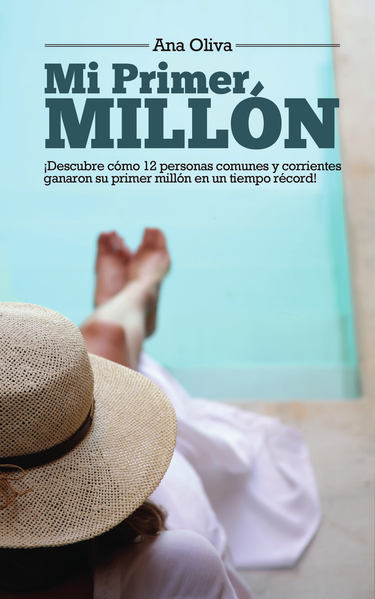 Ana Oliva
Mi Primer
MILLÓN
¡Descubre cómo 12 personas comunes y corrientes
ganaron su primer millón en un tiempo récord!